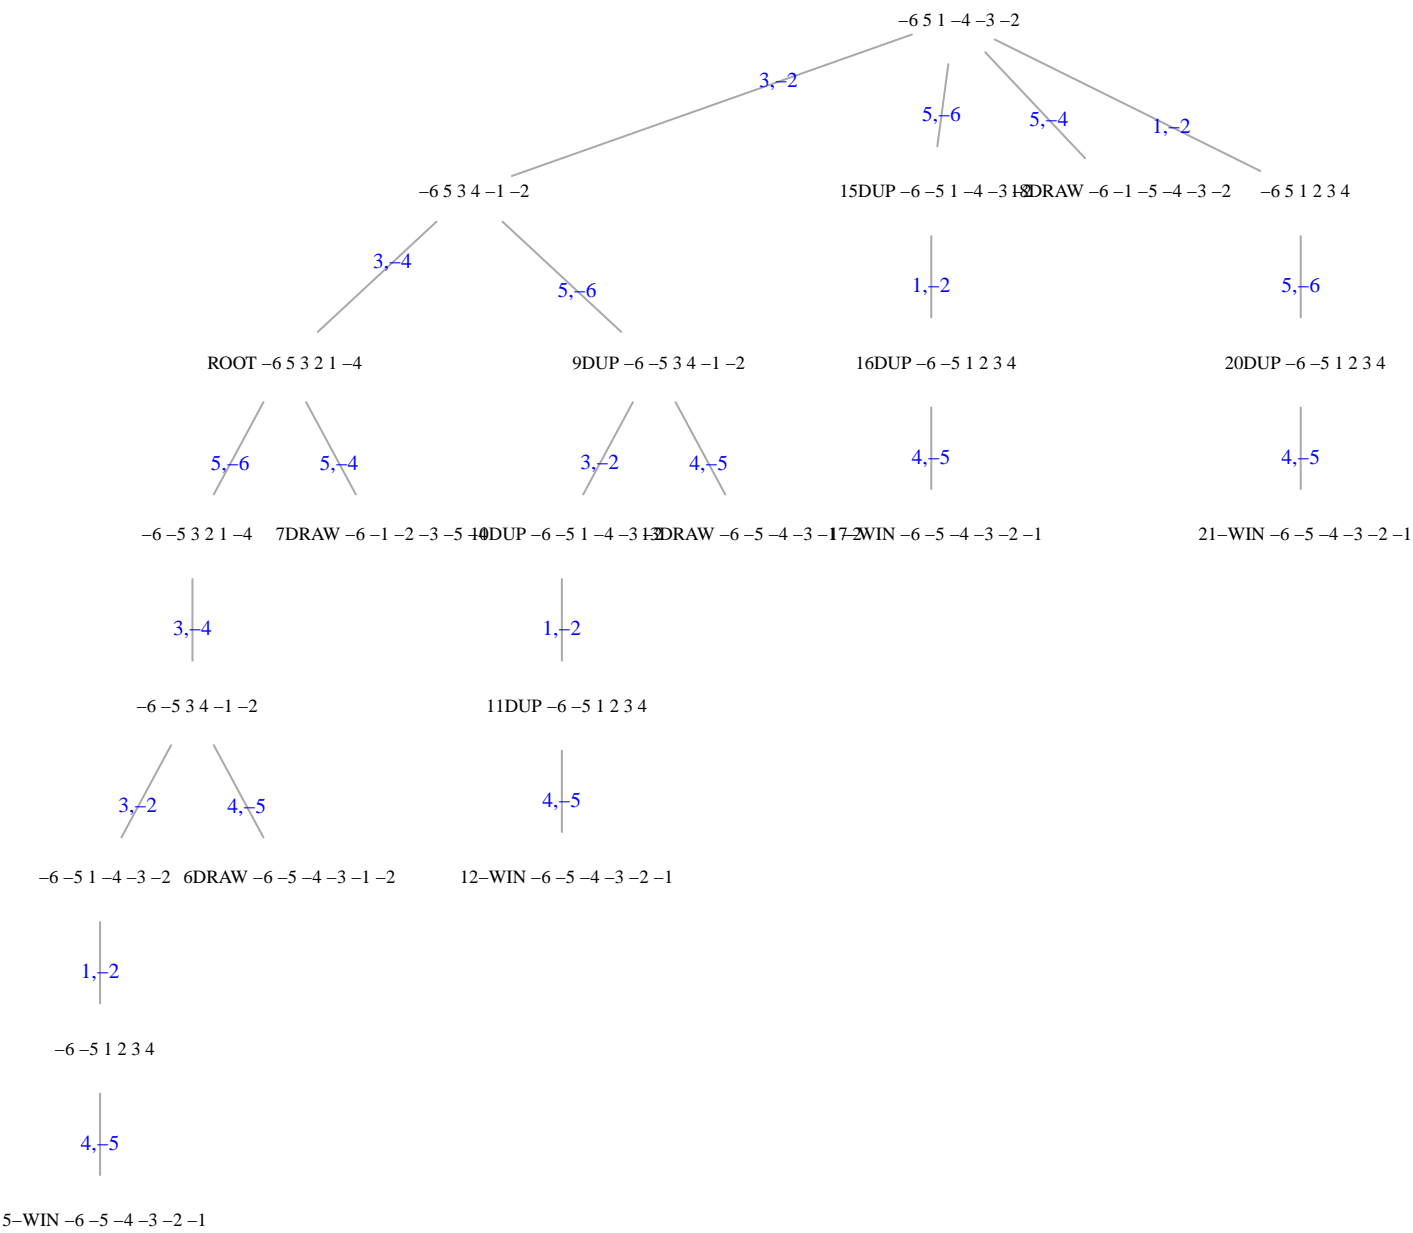 –6 5 1 –4 –3 –2
3,–2
5,–6
5,–4
1,–2
–6 5 3 4 –1 –2
15DUP –6 –5 1 –4 –3 –2
18DRAW –6 –1 –5 –4 –3 –2
–6 5 1 2 3 4
3,–4
5,–6
1,–2
5,–6
ROOT –6 5 3 2 1 –4
9DUP –6 –5 3 4 –1 –2
16DUP –6 –5 1 2 3 4
20DUP –6 –5 1 2 3 4
5,–6
5,–4
3,–2
4,–5
4,–5
4,–5
–6 –5 3 2 1 –4
7DRAW –6 –1 –2 –3 –5 –4
10DUP –6 –5 1 –4 –3 –2
13DRAW –6 –5 –4 –3 –1 –2
17–WIN –6 –5 –4 –3 –2 –1
21–WIN –6 –5 –4 –3 –2 –1
3,–4
1,–2
–6 –5 3 4 –1 –2
11DUP –6 –5 1 2 3 4
3,–2
4,–5
4,–5
–6 –5 1 –4 –3 –2
6DRAW –6 –5 –4 –3 –1 –2
12–WIN –6 –5 –4 –3 –2 –1
1,–2
–6 –5 1 2 3 4
4,–5
5–WIN –6 –5 –4 –3 –2 –1